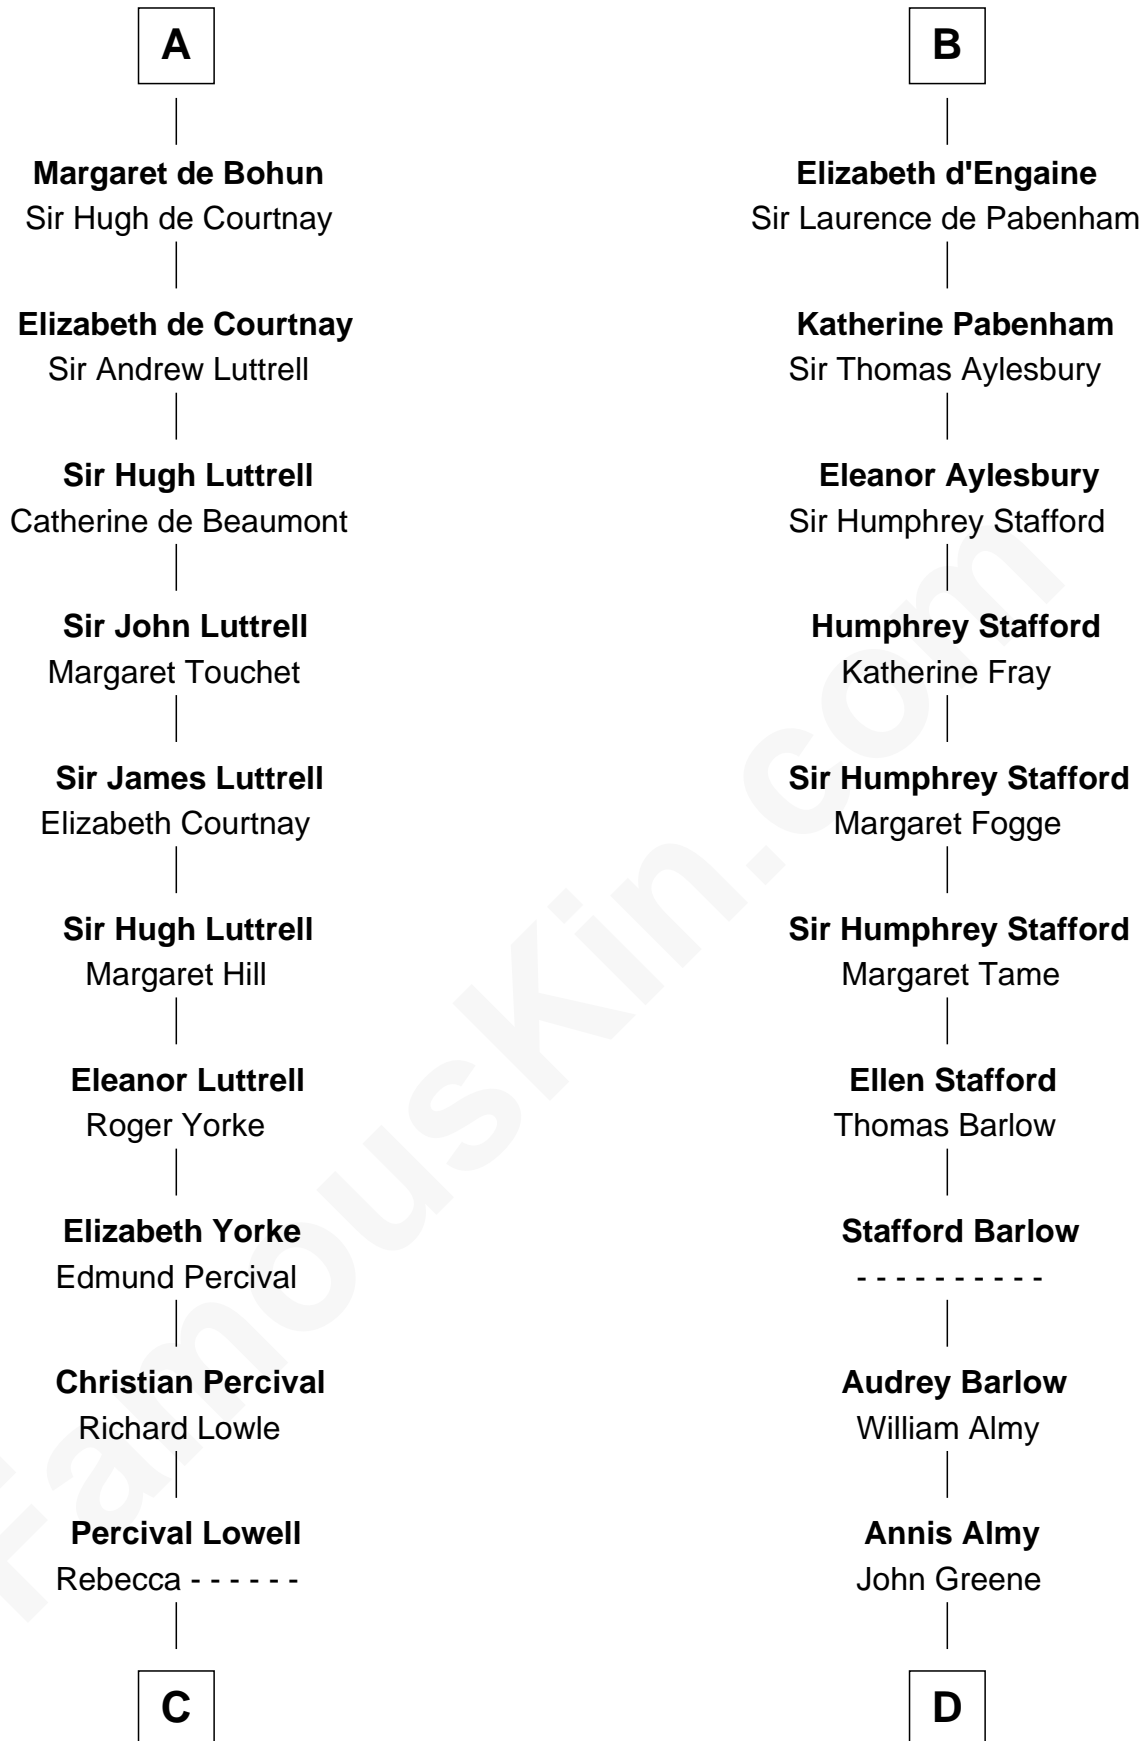 A
Margaret de Bohun
Sir Hugh de Courtnay
Elizabeth de Courtnay
Sir Andrew Luttrell
Sir Hugh Luttrell
Catherine de Beaumont
Sir John Luttrell
Margaret Touchet
Sir James Luttrell
Elizabeth Courtnay
Sir Hugh Luttrell
Margaret Hill
Eleanor Luttrell
Roger Yorke
Elizabeth Yorke
Edmund Percival
Christian Percival
Richard Lowle
Percival Lowell
Rebecca - - - - - -
C
B
Elizabeth d'Engaine
Sir Laurence de Pabenham
Katherine Pabenham
Sir Thomas Aylesbury
Eleanor Aylesbury
Sir Humphrey Stafford
Humphrey Stafford
Katherine Fray
Sir Humphrey Stafford
Margaret Fogge
Sir Humphrey Stafford
Margaret Tame
Ellen Stafford
Thomas Barlow
Stafford Barlow
- - - - - - - - - -
Audrey Barlow
William Almy
Annis Almy
John Greene
D
FamousKin.com